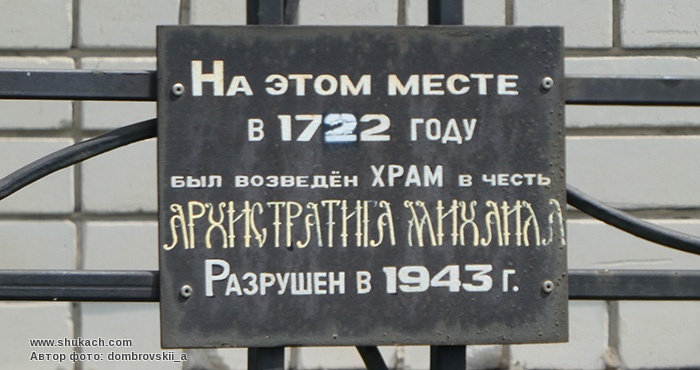 На этом месте
в 1722 году
был возведён храм в честь
Архистратига Михаила
Разрушен в 1943 г.
www.shukach.com
Автор фото: dombrovskii_a